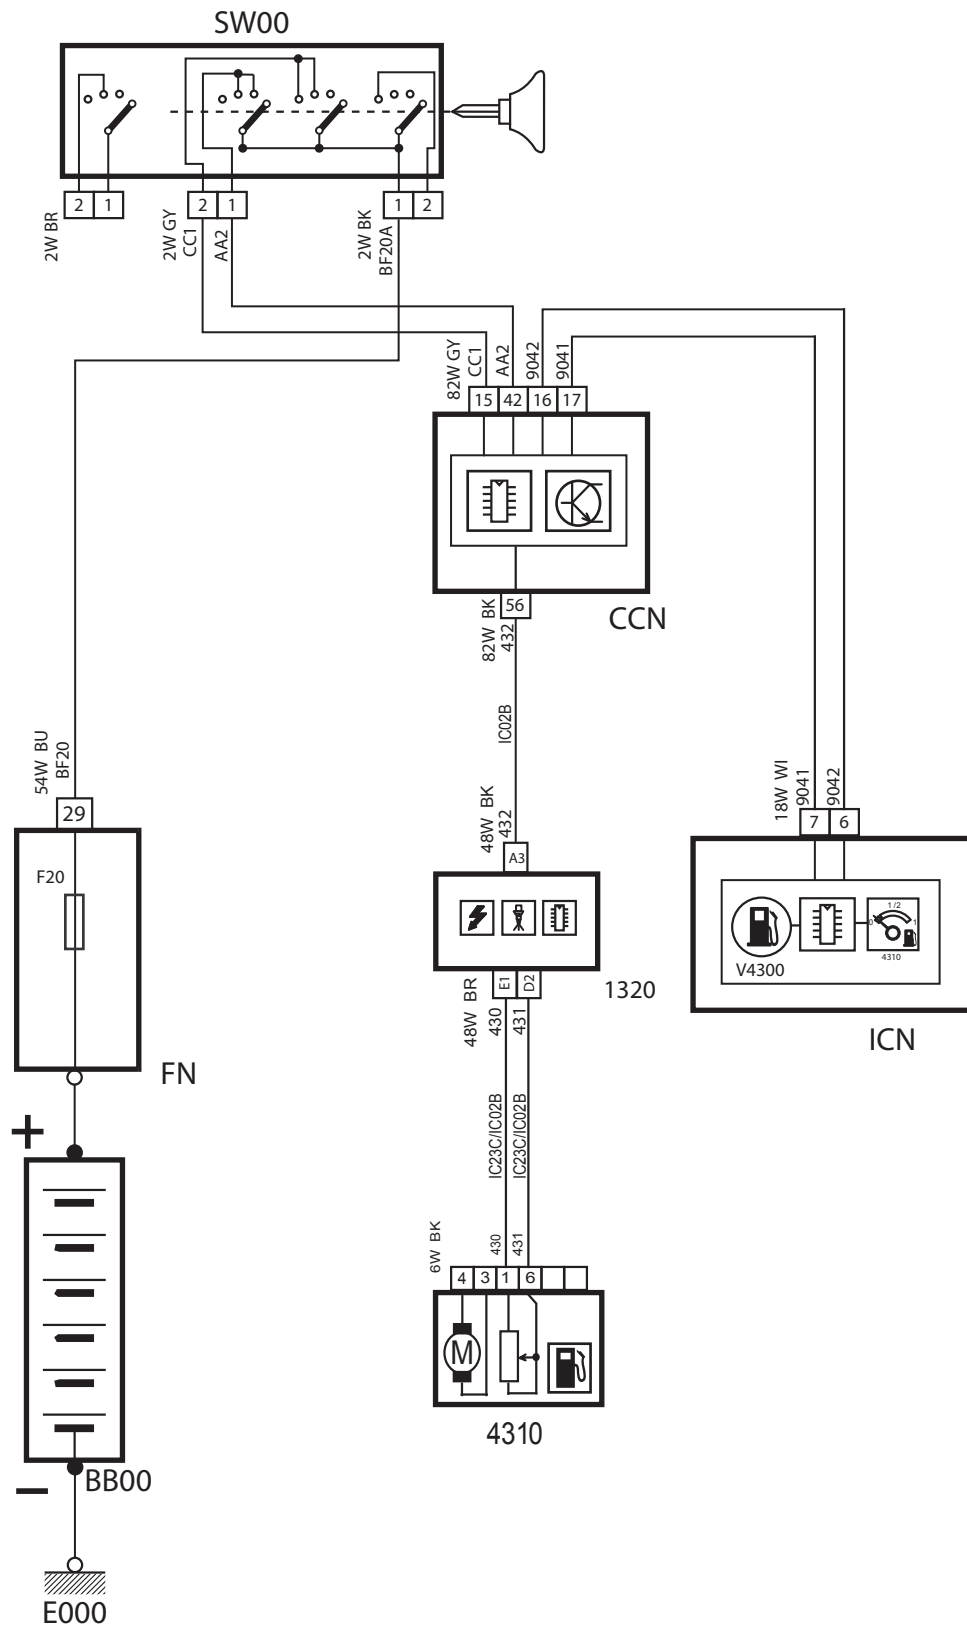 SW00
2
1
2
1
1
2
2W BR
2W GY
CC1
AA2
2W BK
BF20A
82W GY
CC1
AA2
9042
9041
15
42
16
17
CCN
56
82W BK
432
IC02B
54W BU
BF20
29
F20
FN
48W BK
432
A3
1320
E1
D2
48W BR
430
431
18W WI
9041
9042
7
6
V4300
0
1/2
1
4310
ICN
IC23C/IC02B
IC23C/IC02B
+
6W BK
430
431
4
3
1
6
M
4310
BB00
−
E000